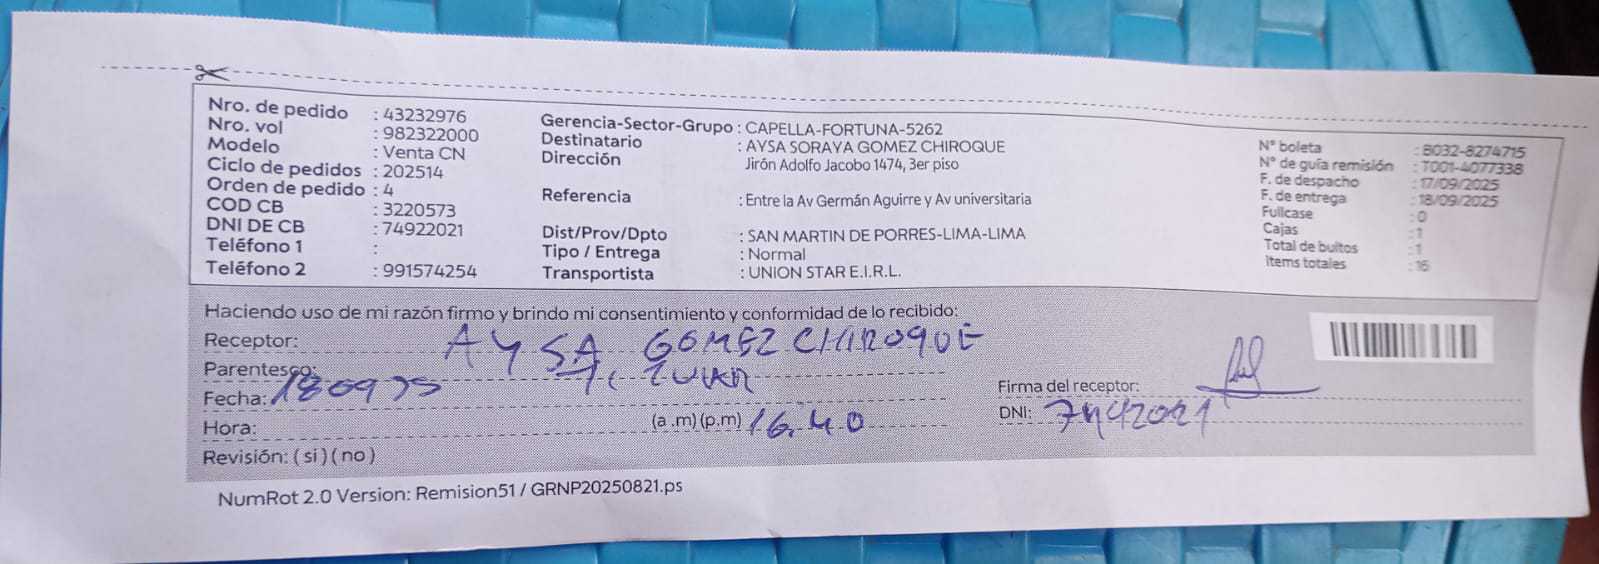 Nro. de pedido : 43232976
Nro. vol : 982322000
Modelo : Venta CN
Ciclo de pedidos : 202514
Orden de pedido : 4
COD CB : 3220573
DNI DE CB : 74922021
Teléfono 1 :
Teléfono 2 : 991574254
Gerencia-Sector-Grupo : CAPELLA-FORTUNA-5262
Destinatario : AYSA SORAYA GOMEZ CHIROQUE
Dirección Jirón Adolfo Jacobo 1474, 3er piso
Referencia : Entre la Av Germán Aguirre y Av universitaria
Dist/Prov/Dpto : SAN MARTIN DE PORRES-LIMA-LIMA
Tipo / Entrega : Normal
Transportista : UNION STAR E.I.R.L.
N° boleta : B032-8274715
N° de guía remisión : T001-4077338
F. de despacho : 17/09/2025
F. de entrega : 18/09/2025
Fullcase : 0
Cajas : 1
Total de bultos : 1
Items totales : 16
Haciendo uso de mi razón firmo y brindo mi consentimiento y conformidad de lo recibido:
Receptor: AYSA GOMEZ CHIROQUE
Parentesco:
Fecha: 180925
Hora: (a .m) (p.m) 16.40
Revisión: ( si ) ( no )
Firma del receptor:
DNI:
NumRot 2.0 Version: Remision51 / GRNP20250821.ps